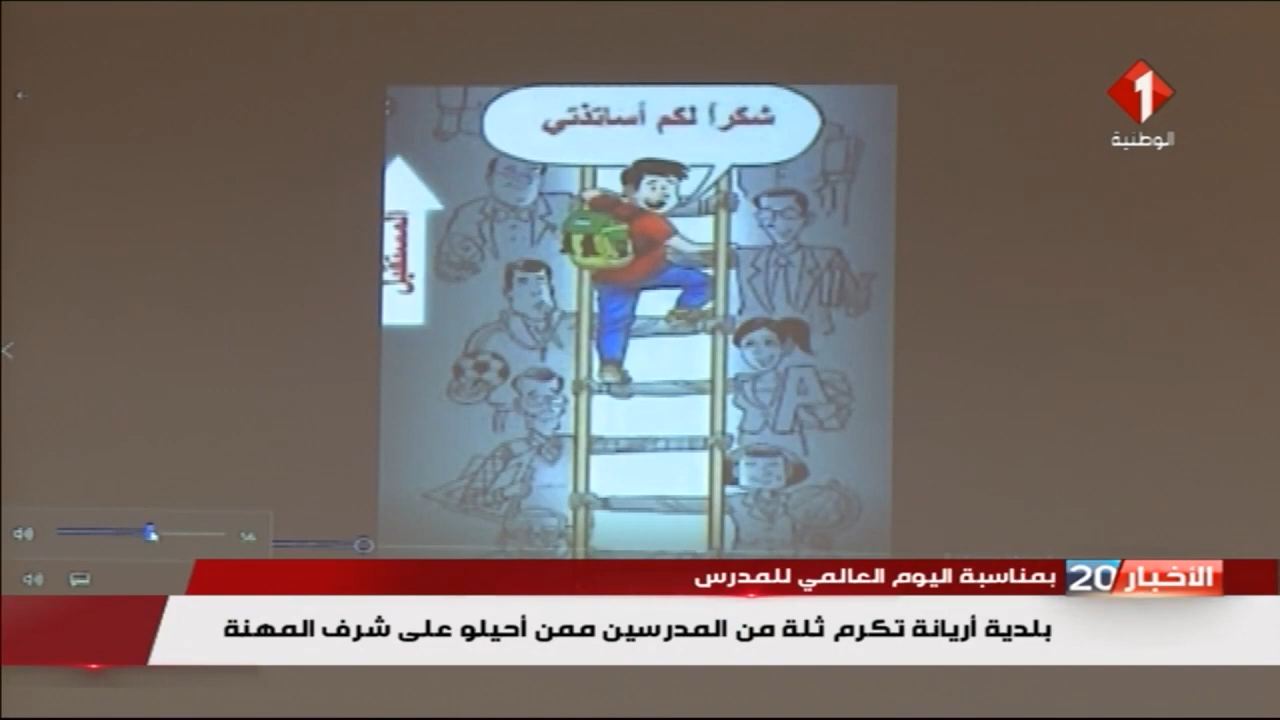 شكراً لكم أساتذتي
1
الوطنية
المستقبل
A
56
الأخبار 20
بمناسبة اليوم العالمي للمدرس
بلدية أريانة تكرم ثلة من المدرسين ممن أحيلو على شرف المهنة